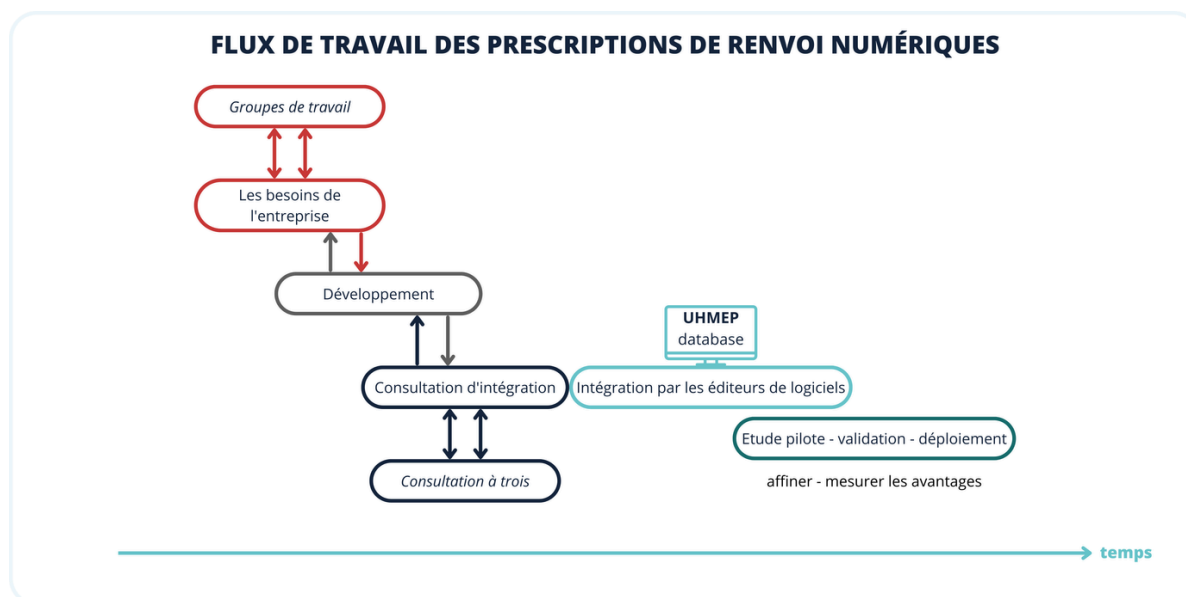 FLUX DE TRAVAIL DES PRESCRIPTIONS DE RENVOI NUMÉRIQUES
Groupes de travail
Les besoins de
l'entreprise
Développement
UHMEP
database
Consultation d'intégration
Intégration par les éditeurs de logiciels
Etude pilote - validation - déploiement
Consultation à trois
affiner - mesurer les avantages
temps